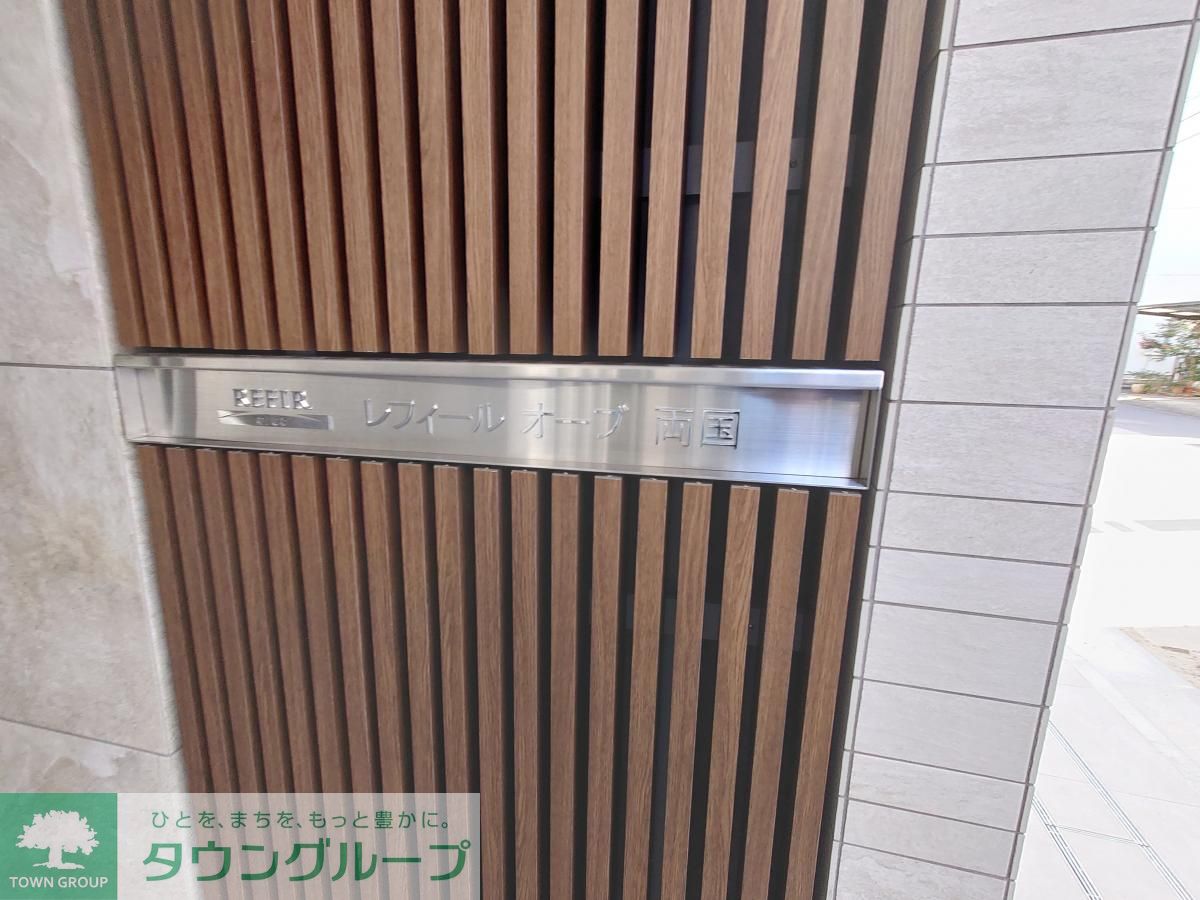 REFIR
レフィール オーブ 両国
ひとを、まちを、もっと豊かに。
タウングループ
TOWN GROUP